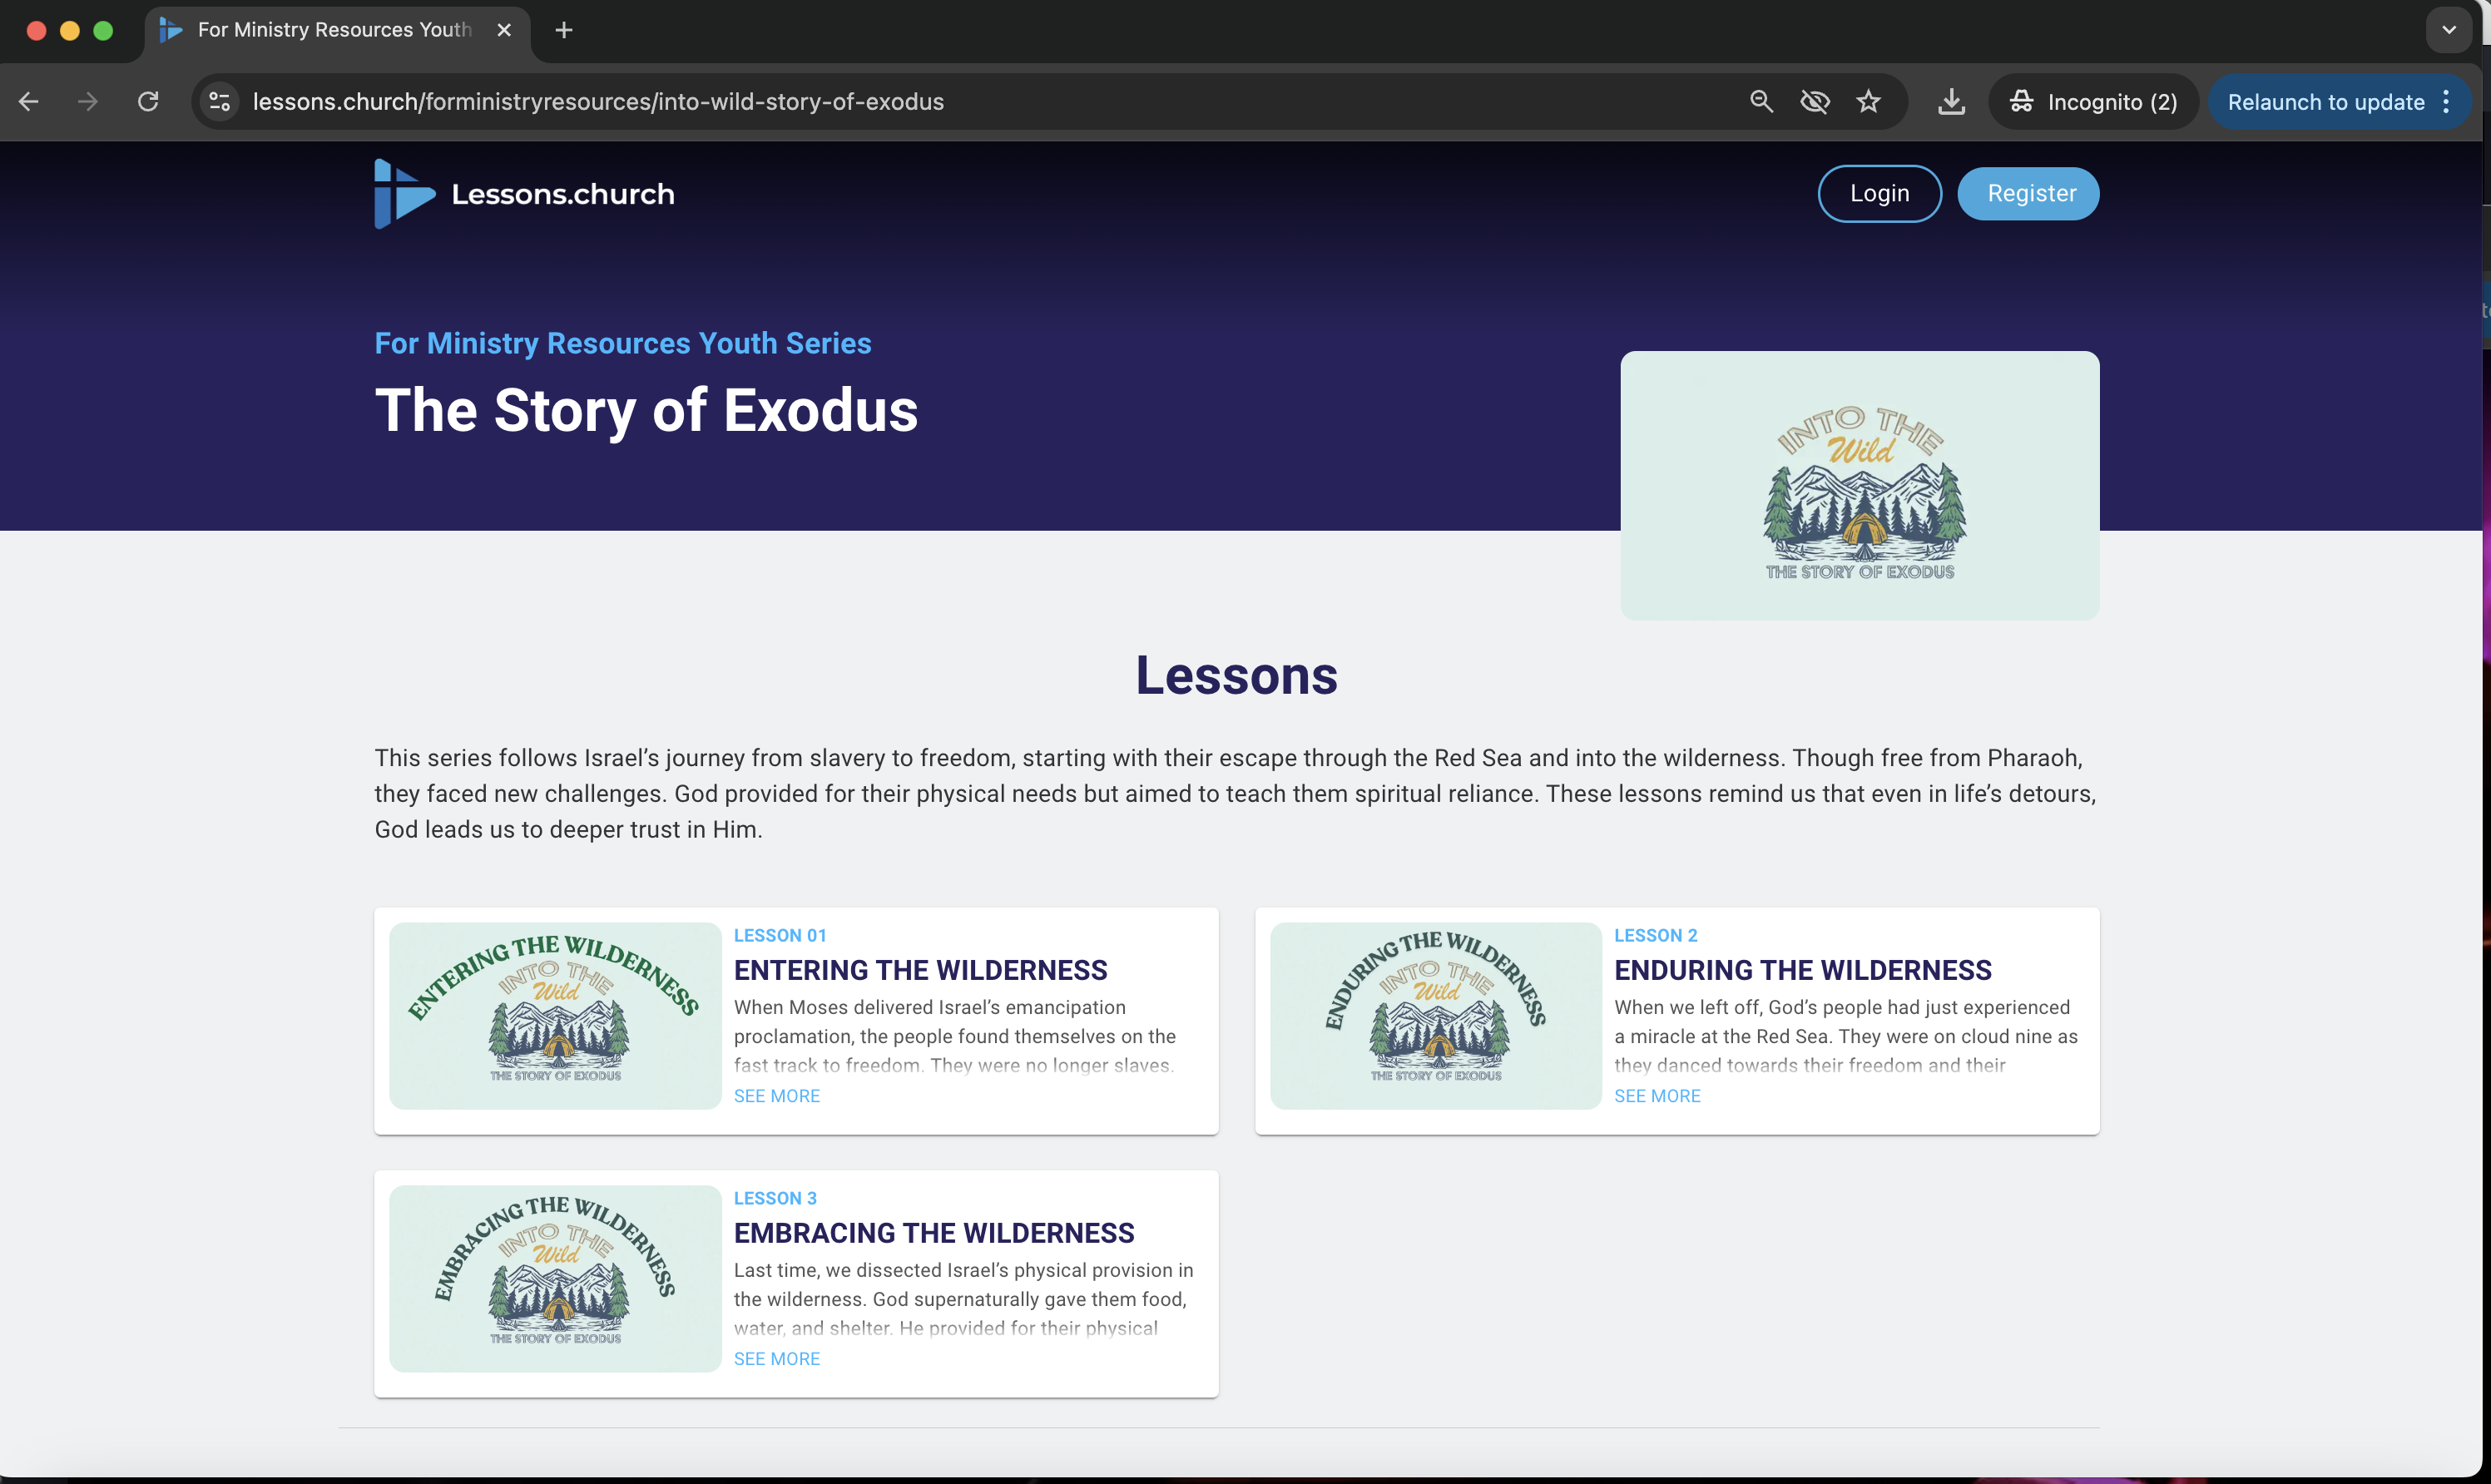 For Ministry Resources Youth
lessons.church/forministryresources/into-wild-story-of-exodus
Incognito (2)
Relaunch to update
Lessons.church
Login
Register
For Ministry Resources Youth Series
The Story of Exodus
INTO THE
Wild
THE STORY OF EXODUS
Lessons
This series follows Israel’s journey from slavery to freedom, starting with their escape through the Red Sea and into the wilderness. Though free from Pharaoh,
they faced new challenges. God provided for their physical needs but aimed to teach them spiritual reliance. These lessons remind us that even in life’s detours,
God leads us to deeper trust in Him.
ENTERING THE WILDERNESS
INTO THE
Wild
THE STORY OF EXODUS
LESSON 01
ENTERING THE WILDERNESS
When Moses delivered Israel’s emancipation
proclamation, the people found themselves on the
fast track to freedom. They were no longer slaves.
SEE MORE
ENDURING THE WILDERNESS
INTO THE
Wild
THE STORY OF EXODUS
LESSON 2
ENDURING THE WILDERNESS
When we left off, God’s people had just experienced
a miracle at the Red Sea. They were on cloud nine as
they danced towards their freedom and their
SEE MORE
EMBRACING THE WILDERNESS
INTO THE
Wild
THE STORY OF EXODUS
LESSON 3
EMBRACING THE WILDERNESS
Last time, we dissected Israel’s physical provision in
the wilderness. God supernaturally gave them food,
water, and shelter. He provided for their physical
SEE MORE